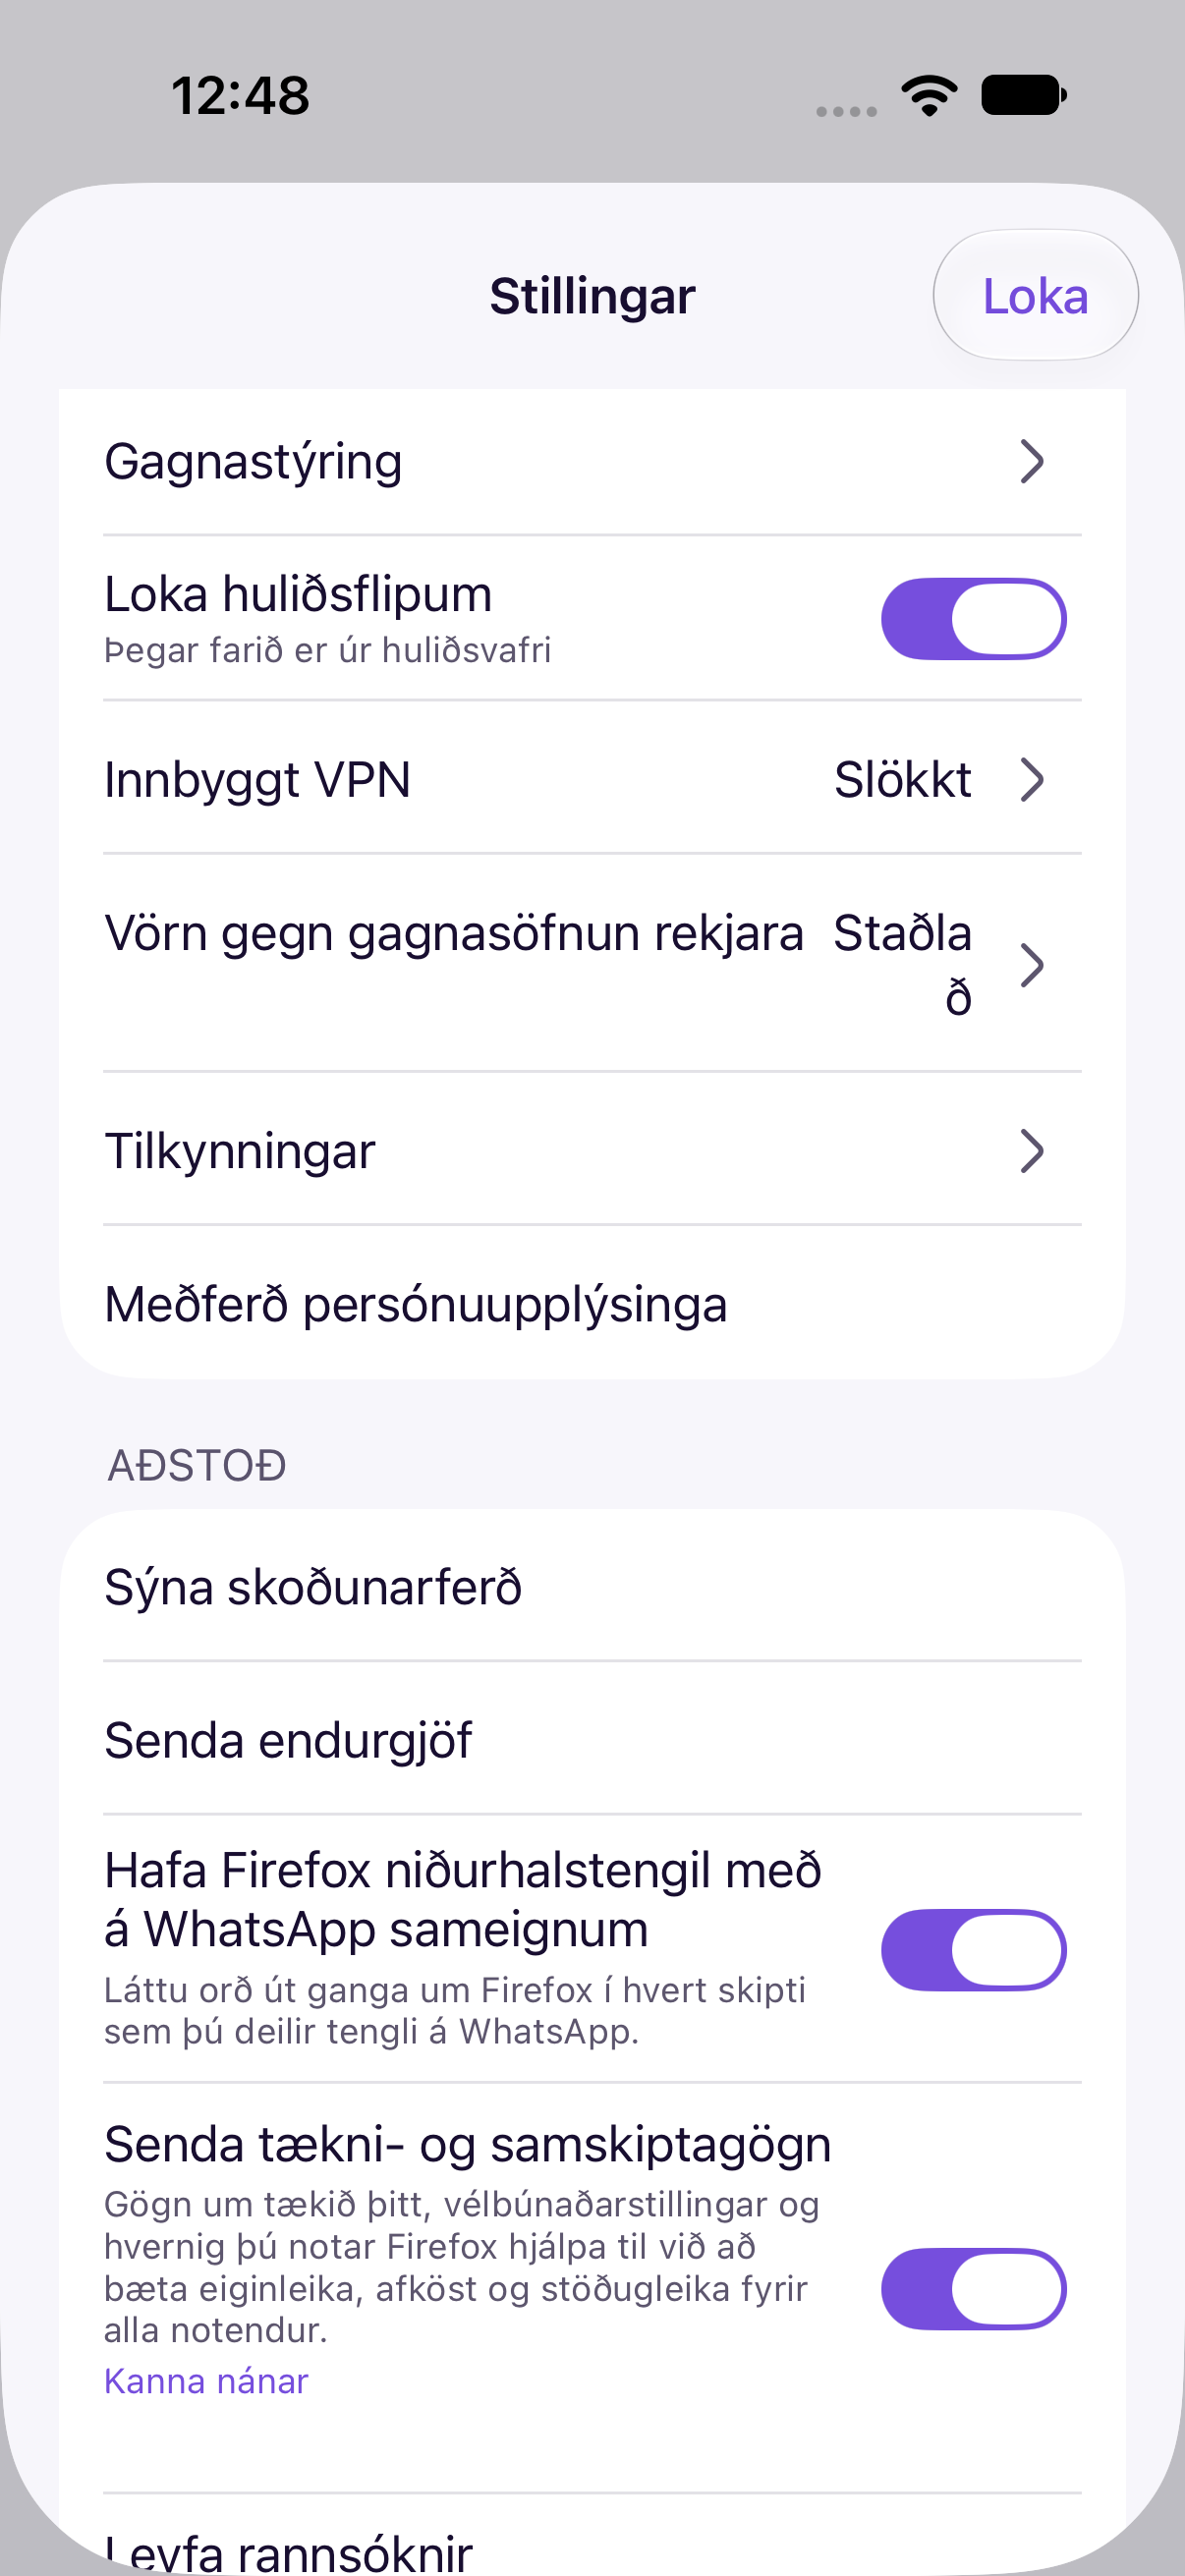 12:48
Stillingar
Loka
Gagnastýring
Loka huliðsflipum
Þegar farið er úr huliðsvafri
Innbyggt VPN
Slökkt
Vörn gegn gagnasöfnun rekjara
Staðla
ð
Tilkynningar
Meðferð persónuupplýsinga
AÐSTOÐ
Sýna skoðunarferð
Senda endurgjöf
Hafa Firefox niðurhalstengil með
á WhatsApp sameignum
Láttu orð út ganga um Firefox í hvert skipti
sem þú deilir tengli á WhatsApp.
Senda tækni- og samskiptagögn
Gögn um tækið þitt, vélbúnaðarstillingar og
hvernig þú notar Firefox hjálpa til við að
bæta eiginleika, afköst og stöðugleika fyrir
alla notendur.
Kanna nánar
Leyfa rannsóknir